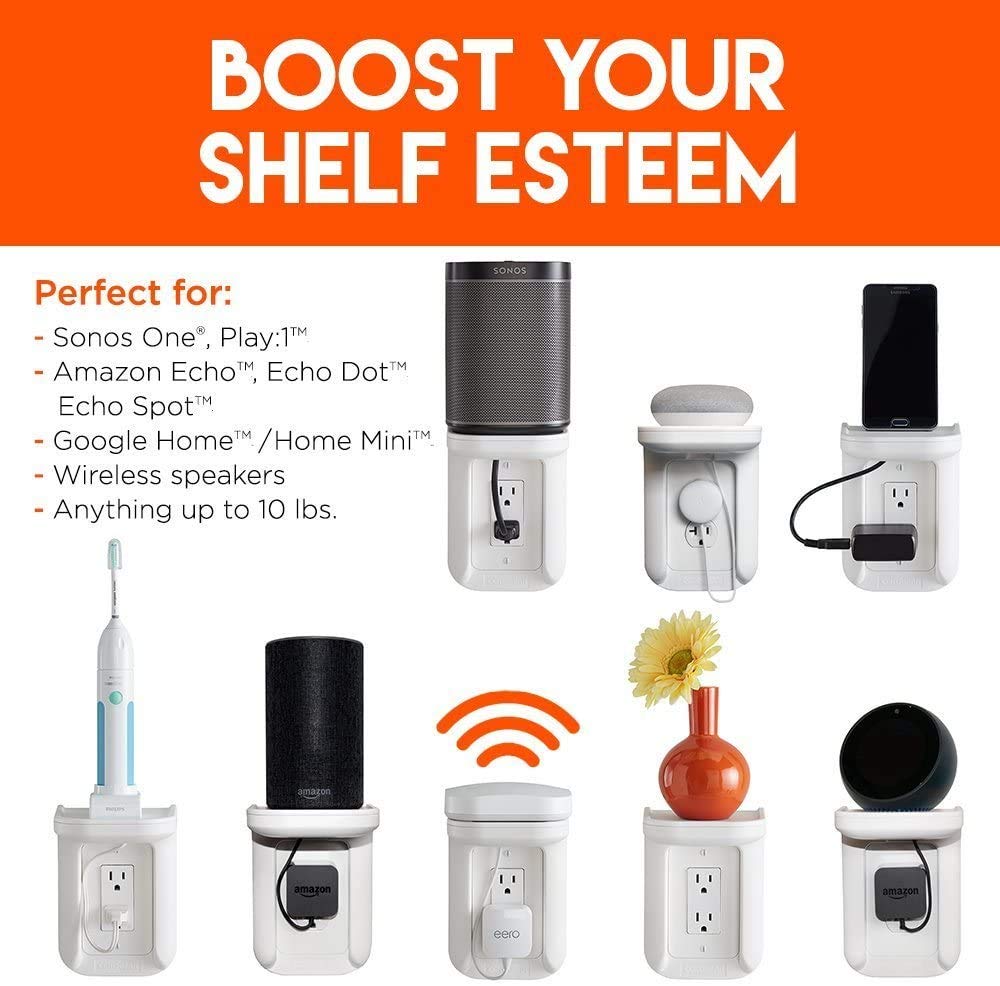 BOOST YOUR
SHELF ESTEEM
Perfect for:
- Sonos One®, Play:1™
- Amazon Echo™, Echo Dot™
Echo Spot™
- Google Home™ /Home Mini™
- Wireless speakers
- Anything up to 10 lbs.
SONOS
SAMSUNG
PHILIPS
amazon
amazon
eero
amazon